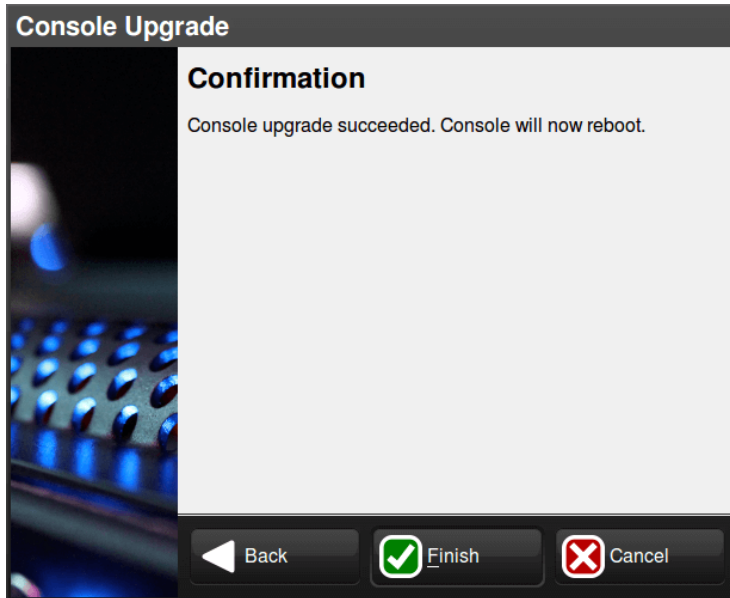 Console Upgrade
Confirmation
Console upgrade succeeded. Console will now reboot.
Back
Finish
Cancel